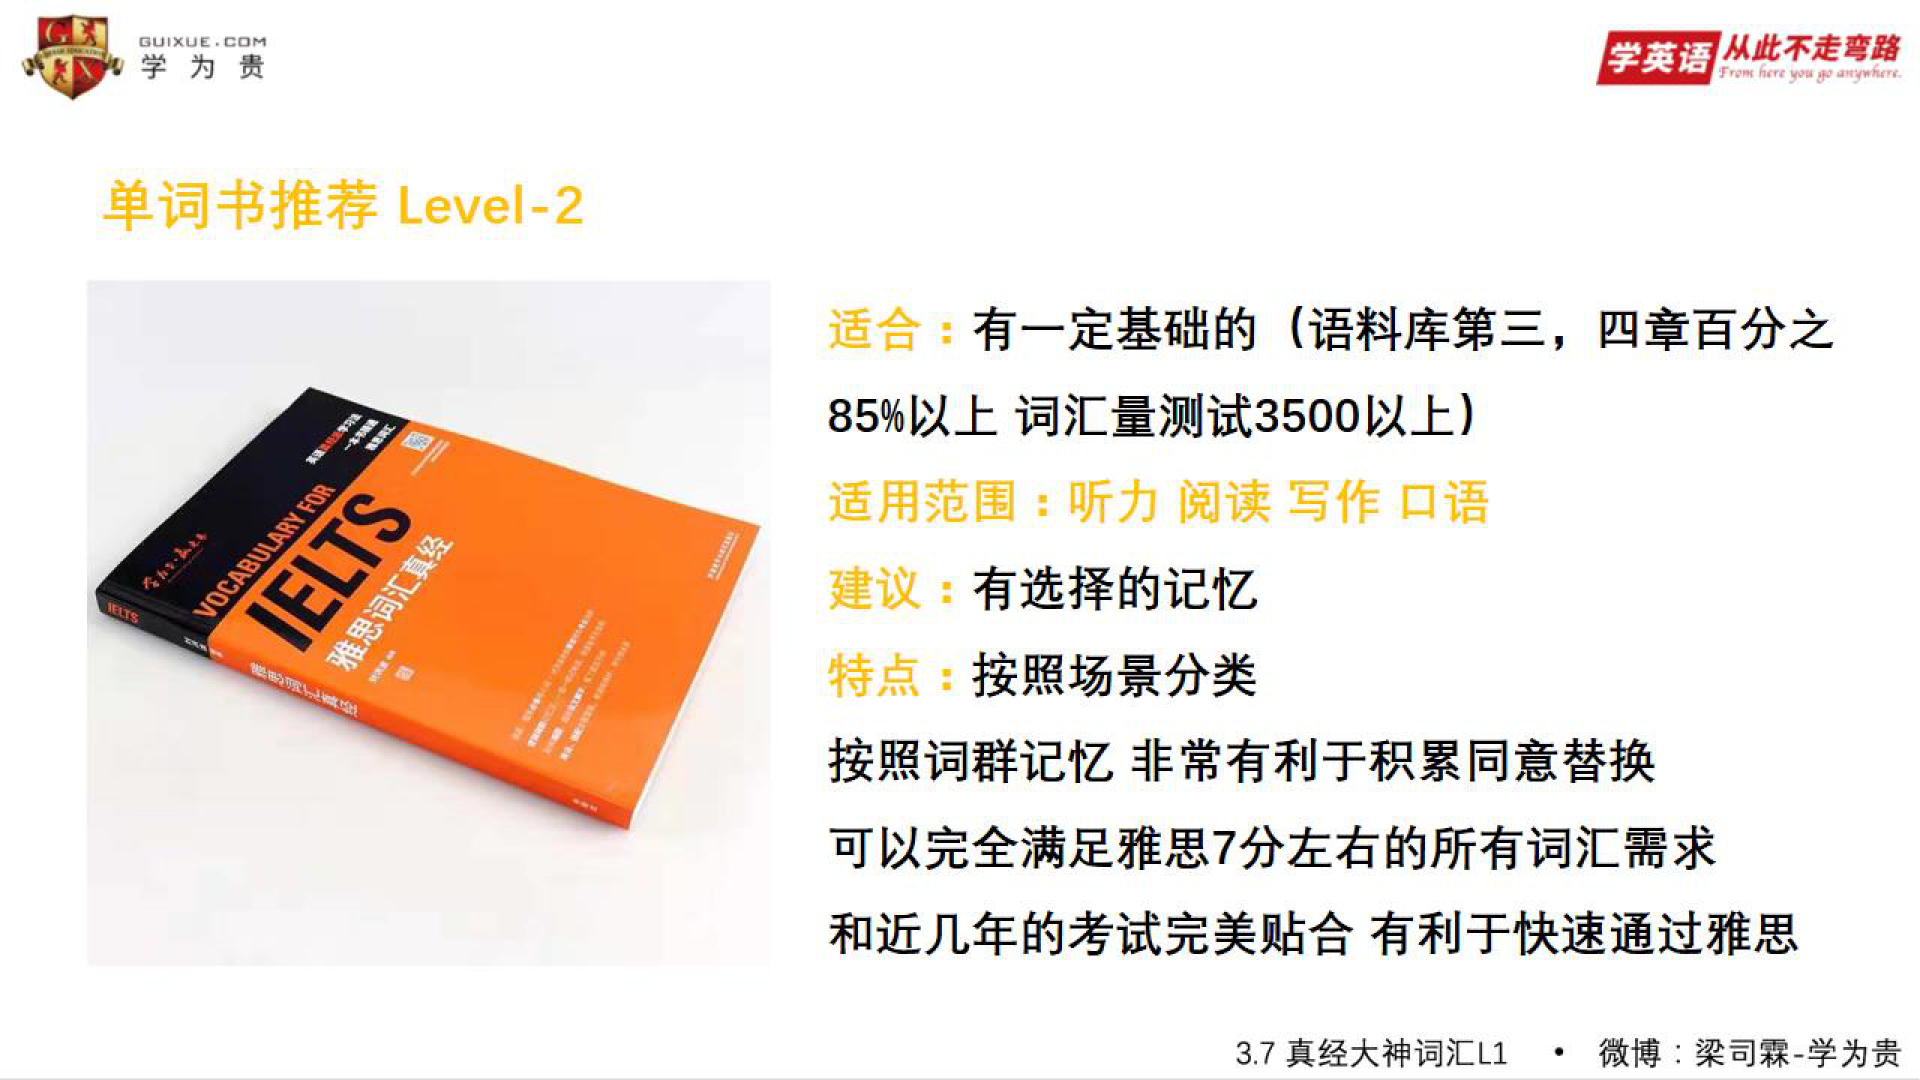 GUIXUE.COM
学为贵
学英语 从此不走弯路
From here you go anywhere.
单词书推荐 Level-2
VOCABULARY FOR
IELTS
雅思词汇真经
IELTS
雅思词汇真经
适合：有一定基础的（语料库第三，四章百分之
85%以上 词汇量测试3500以上）
适用范围：听力 阅读 写作 口语
建议：有选择的记忆
特点：按照场景分类
按照词群记忆 非常有利于积累同意替换
可以完全满足雅思7分左右的所有词汇需求
和近几年的考试完美贴合 有利于快速通过雅思
3.7 真经大神词汇L1 • 微博：梁司霖-学为贵